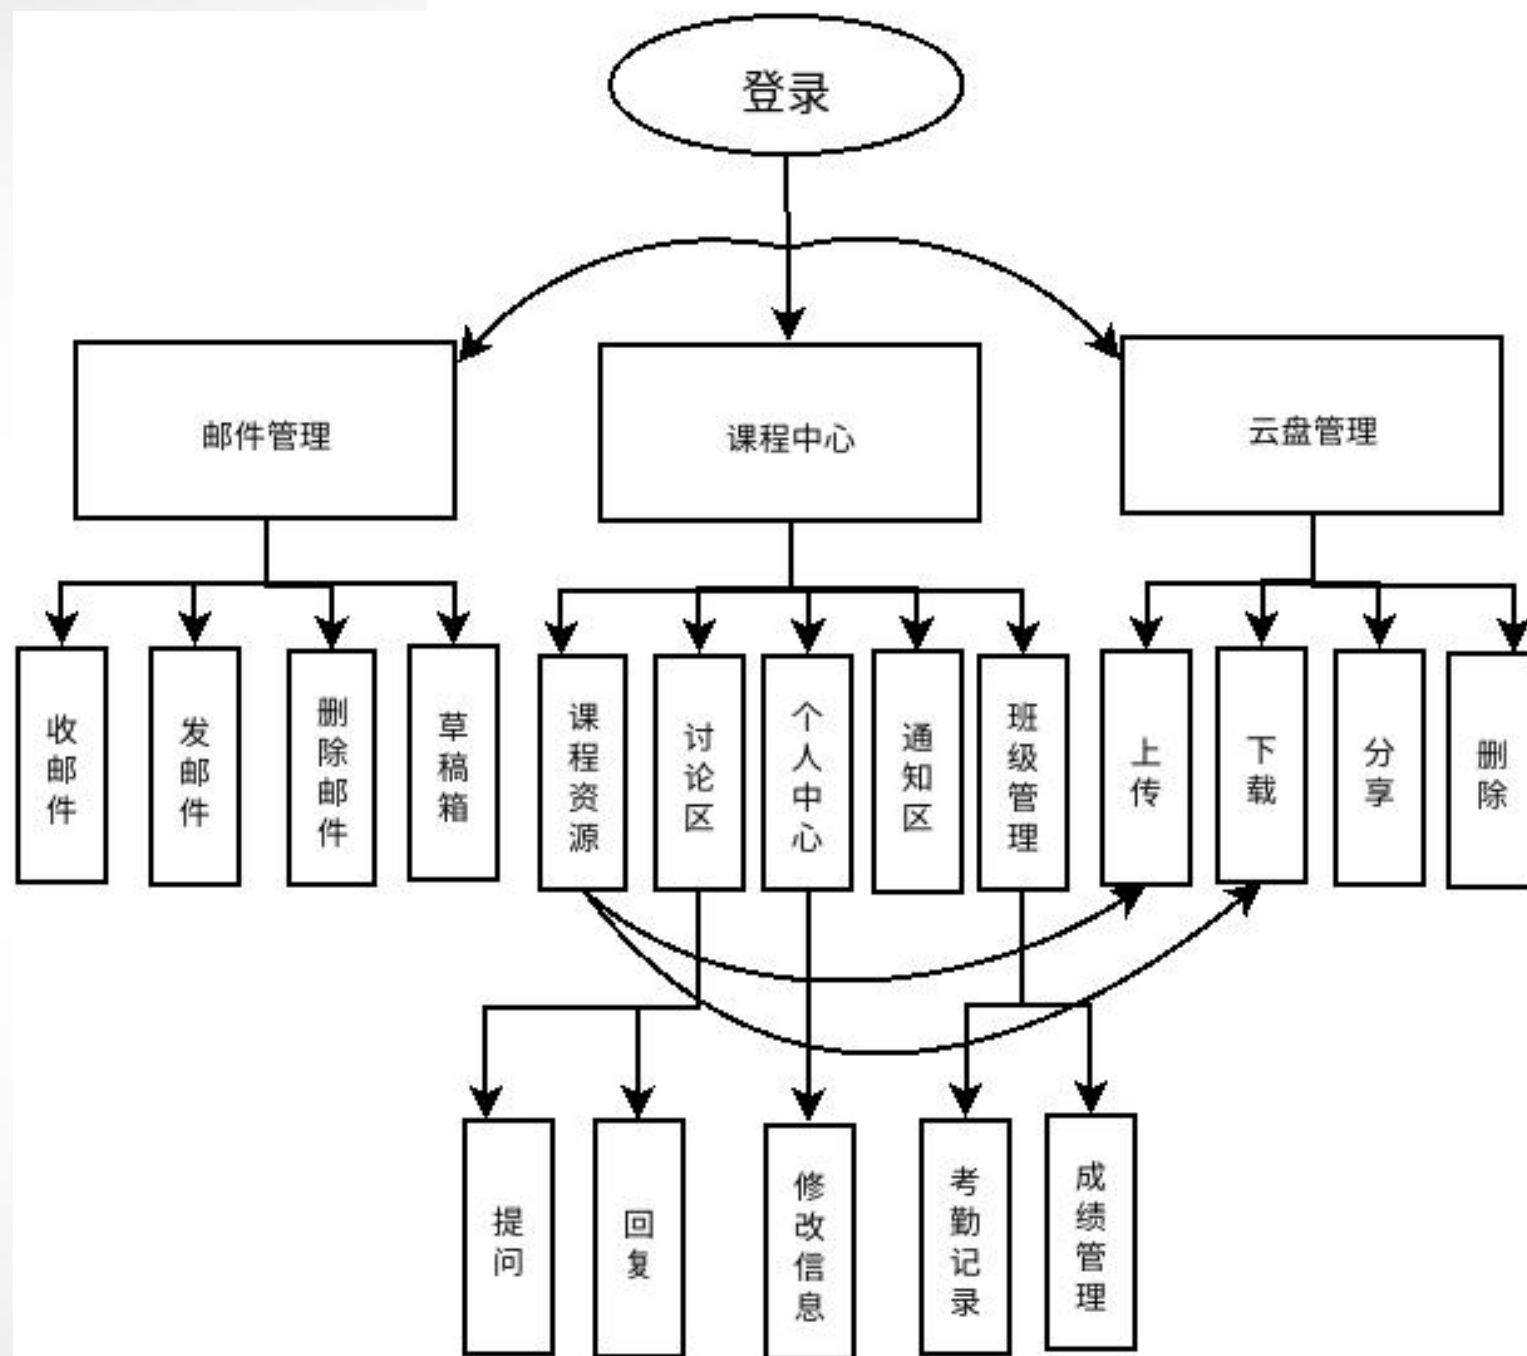 登录
邮件管理
课程中心
云盘管理
收邮件
发邮件
删除邮件
草稿箱
课程资源
讨论区
个人中心
通知区
班级管理
上传
下载
分享
删除
提问
回复
修改信息
考勤记录
成绩管理